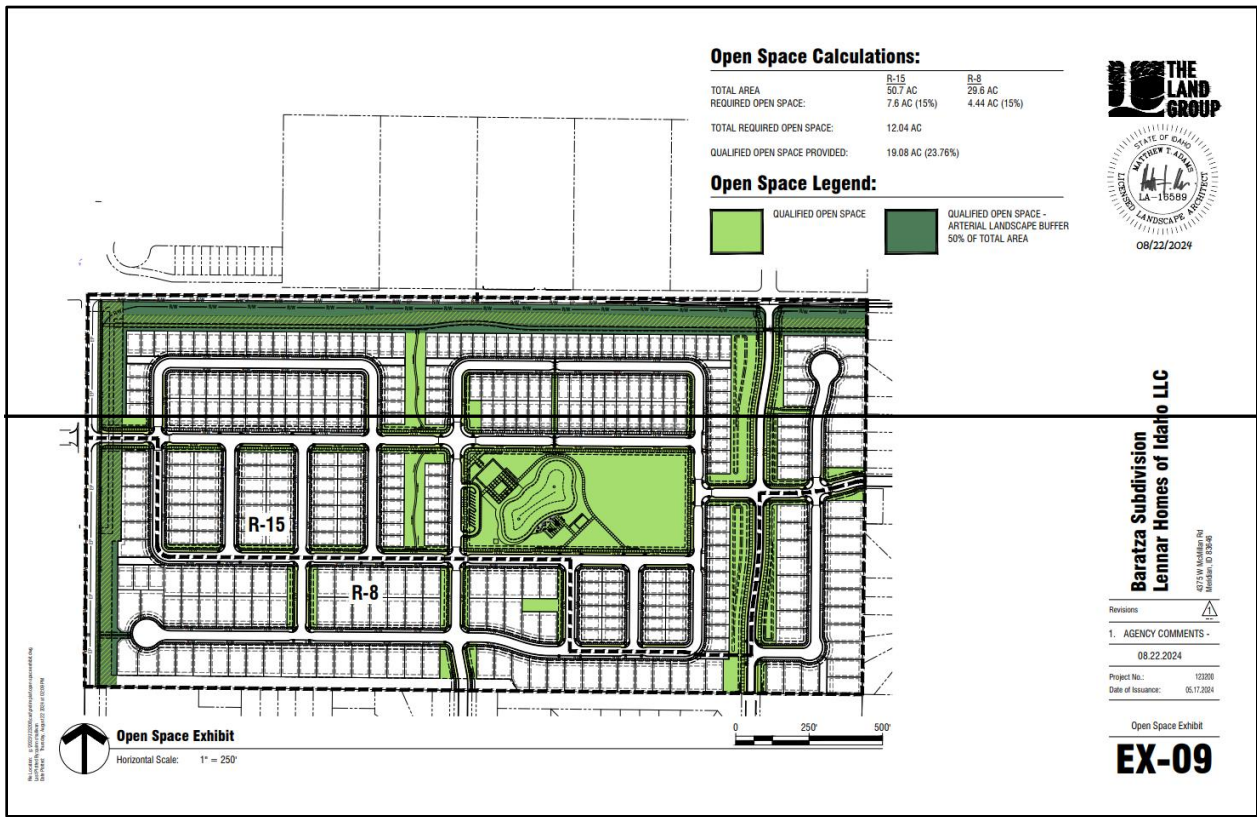 Open Space Calculations:
R-15 R-8
TOTAL AREA 50.7 AC 29.6 AC
REQUIRED OPEN SPACE: 7.6 AC (15%) 4.44 AC (15%)
TOTAL REQUIRED OPEN SPACE: 12.04 AC
QUALIFIED OPEN SPACE PROVIDED: 19.08 AC (23.76%)
Open Space Legend:
QUALIFIED OPEN SPACE
QUALIFIED OPEN SPACE -
ARTERIAL LANDSCAPE BUFFER
50% OF TOTAL AREA
THE
LAND
GROUP
STATE OF IDAHO
MATTHEW T. ADAMS
LA-16589
LICENSED LANDSCAPE ARCHITECT
08/22/2024
R-15
R-8
Baratza Subdivision
Lennar Homes of Idaho LLC
4375 W McMillan Rd
Meridian, ID 83646
Revisions
1
1. AGENCY COMMENTS -
08.22.2024
Project No.: 123200
Date of Issuance: 05.17.2024
Open Space Exhibit
EX-09
Open Space Exhibit
Horizontal Scale: 1" = 250'
0 250' 500'